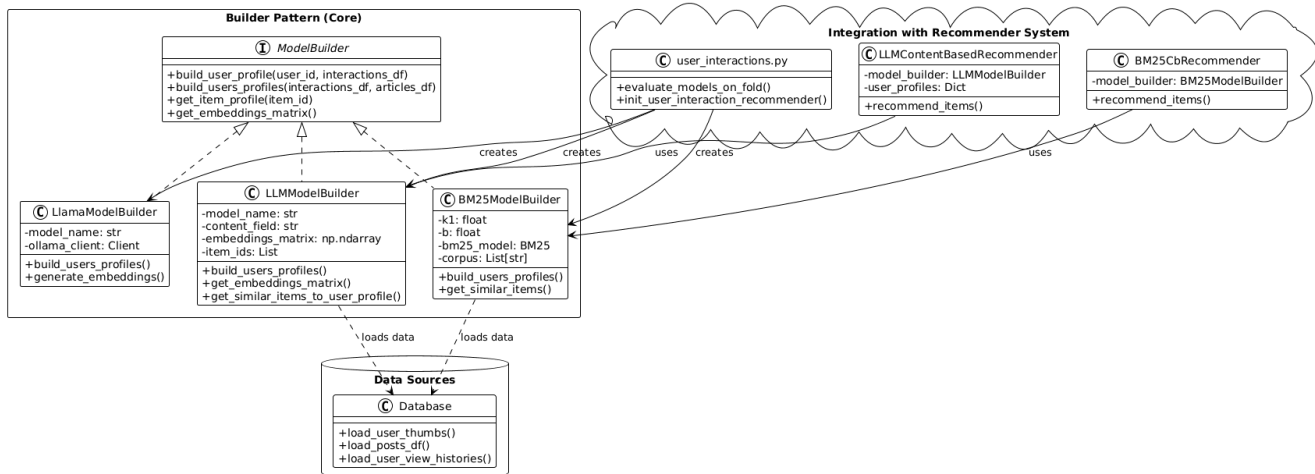 Builder Pattern (Core)
I ModelBuilder
+build_user_profile(user_id, interactions_df)
+build_users_profiles(interactions_df, articles_df)
+get_item_profile(item_id)
+get_embeddings_matrix()
Integration with Recommender System
C user_interactions.py
+evaluate_models_on_fold()
+init_user_interaction_recommender()
C LLMContentBasedRecommender
-model_builder: LLMModelBuilder
-user_profiles: Dict
+recommend_items()
C BM25CbRecommender
-model_builder: BM25ModelBuilder
+recommend_items()
creates
creates
uses
creates
uses
C LlamaModelBuilder
-model_name: str
-ollama_client: Client
+build_users_profiles()
+generate_embeddings()
C LLMModelBuilder
-model_name: str
-content_field: str
-embeddings_matrix: np.ndarray
-item_ids: List
+build_users_profiles()
+get_embeddings_matrix()
+get_similar_items_to_user_profile()
C BM25ModelBuilder
-k1: float
-b: float
-bm25_model: BM25
-corpus: List[str]
+build_users_profiles()
+get_similar_items()
loads data
loads data
Data Sources
C Database
+load_user_thumbs()
+load_posts_df()
+load_user_view_histories()